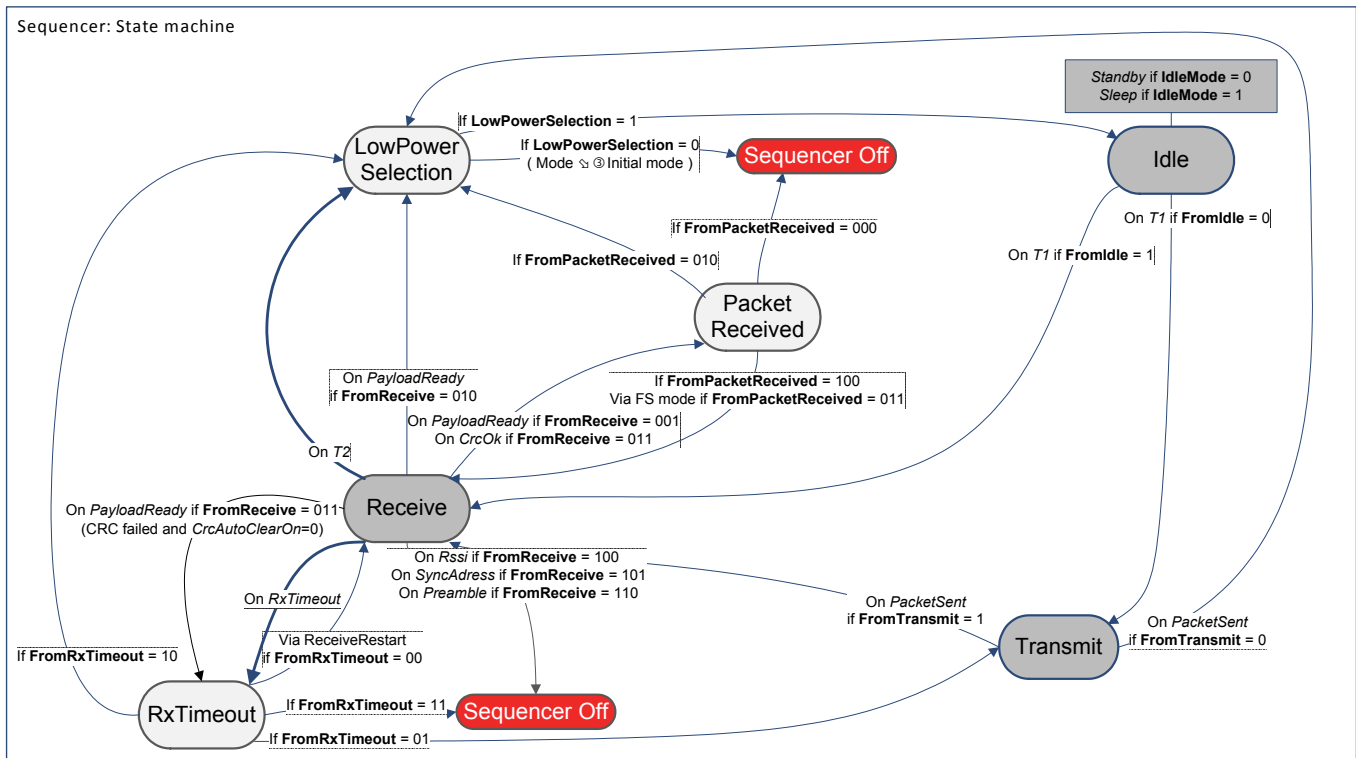 Sequencer: State machine
Standby if IdleMode = 0
Sleep if IdleMode = 1
If LowPowerSelection = 1
LowPower
Selection
If LowPowerSelection = 0
( Mode ⇘ ③ Initial mode )
Sequencer Off
Idle
On T1 if FromIdle = 0
If FromPacketReceived = 000
On T1 if FromIdle = 1
If FromPacketReceived = 010
Packet
Received
On PayloadReady
if FromReceive = 010
If FromPacketReceived = 100
Via FS mode if FromPacketReceived = 011
On PayloadReady if FromReceive = 001
On CrcOk if FromReceive = 011
On T2
Receive
On PayloadReady if FromReceive = 011
(CRC failed and CrcAutoClearOn=0)
On Rssi if FromReceive = 100
On SyncAdress if FromReceive = 101
On Preamble if FromReceive = 110
On RxTimeout
On PacketSent
if FromTransmit = 1
On PacketSent
if FromTransmit = 0
Transmit
Via ReceiveRestart
if FromRxTimeout = 00
If FromRxTimeout = 10
RxTimeout
If FromRxTimeout = 11
Sequencer Off
If FromRxTimeout = 01